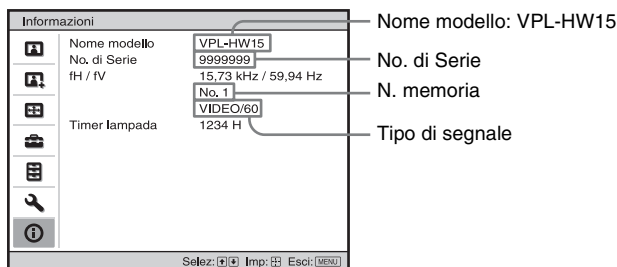 Informazioni
Nome modello VPL-HW15
No. di Serie 9999999
fH / fV 15,73 kHz / 59,94 Hz
No. 1
VIDEO/60
Timer lampada 1234 H
Selez: Imp: Esci: MENU
Nome modello: VPL-HW15
No. di Serie
N. memoria
Tipo di segnale